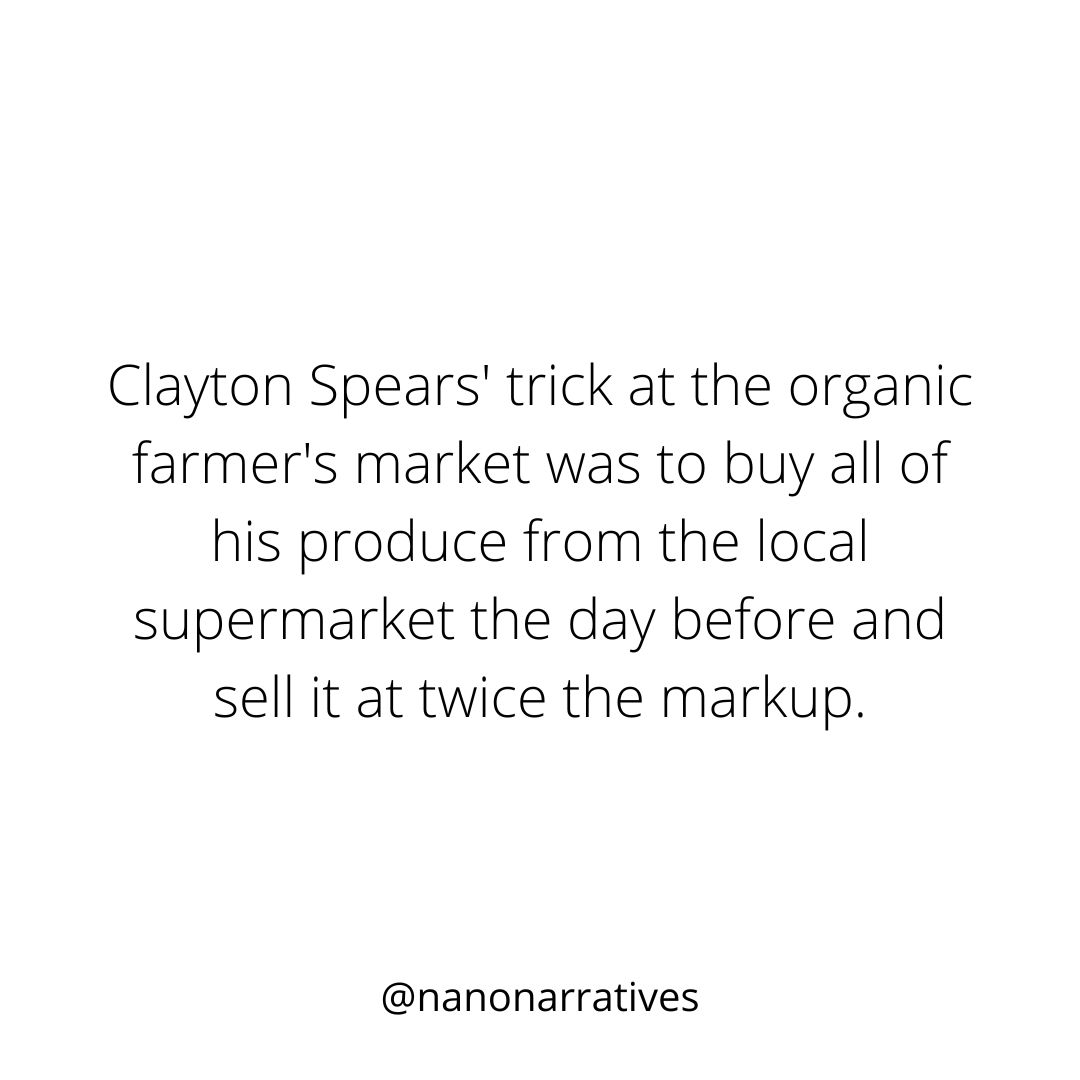 Clayton Spears' trick at the organic
farmer's market was to buy all of
his produce from the local
supermarket the day before and
sell it at twice the markup.
@nanonarratives